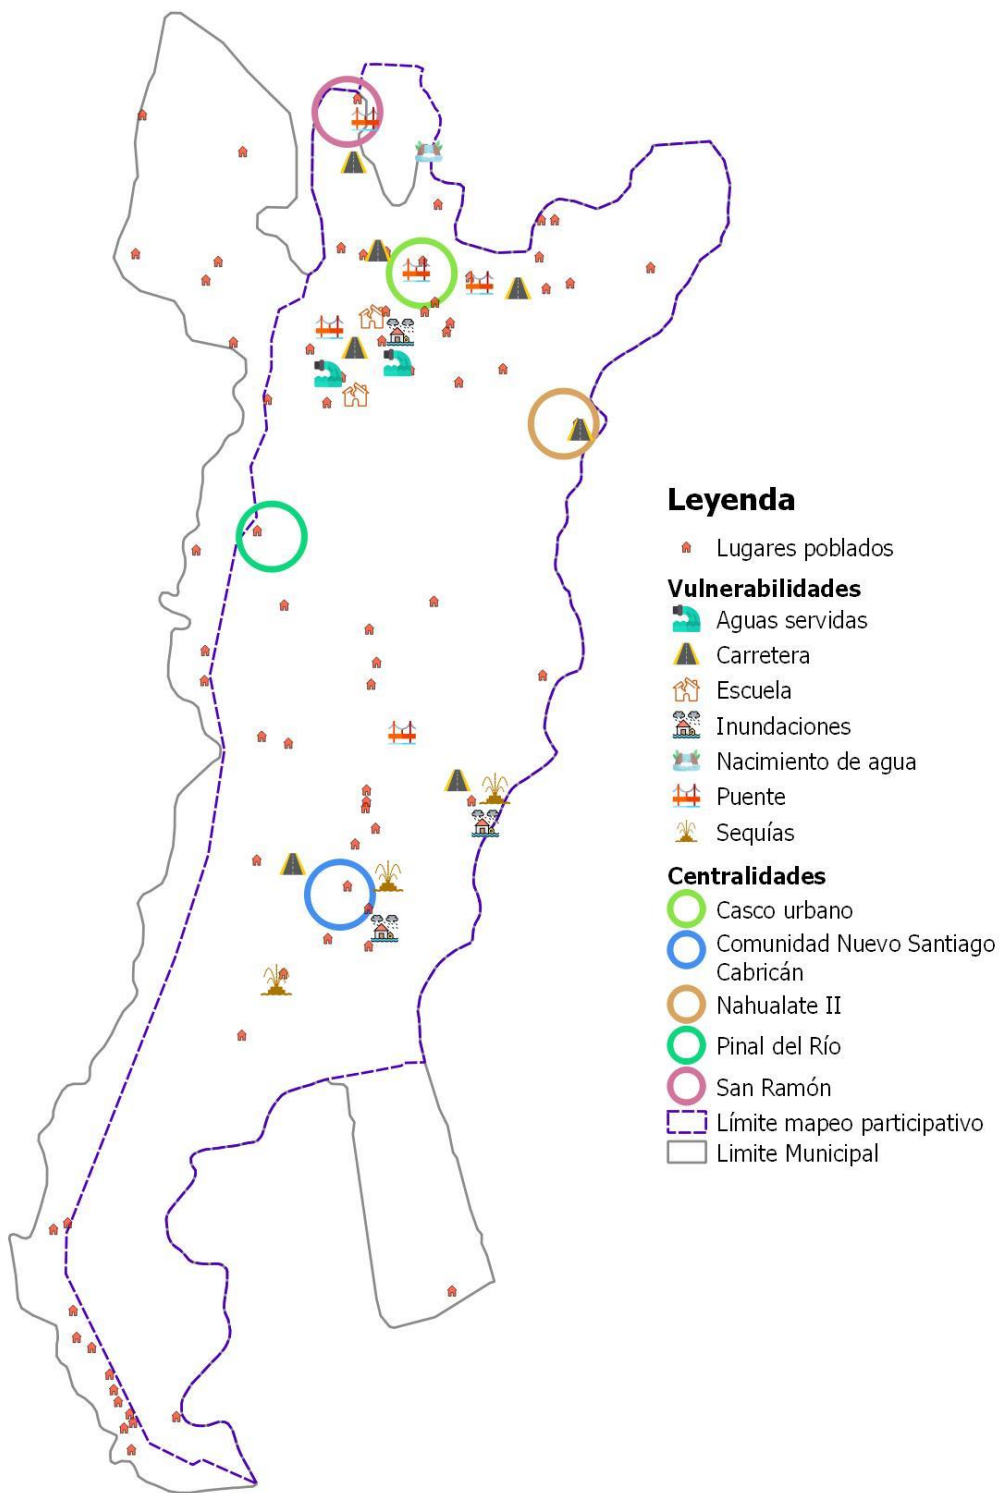 Leyenda
Lugares poblados
Vulnerabilidades
Aguas servidas
Carretera
Escuela
Inundaciones
Nacimiento de agua
Puente
Sequías
Centralidades
Casco urbano
Comunidad Nuevo Santiago
Cabricán
Nahualate II
Pinal del Río
San Ramón
Límite mapeo participativo
Limite Municipal